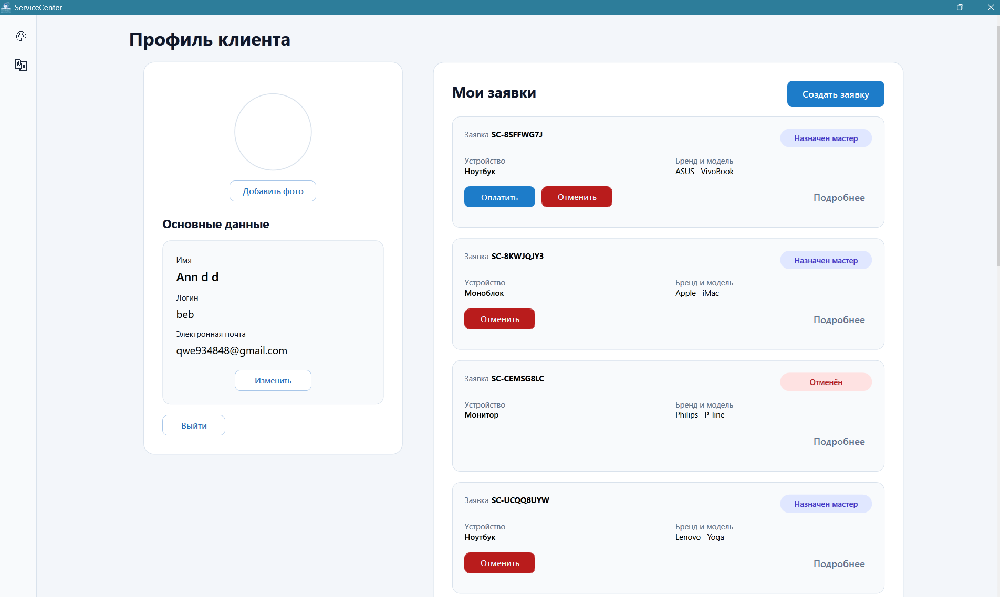 ServiceCenter
Профиль клиента
Добавить фото
Основные данные
Имя
Ann d d
Логин
beb
Электронная почта
qwe934848@gmail.com
Изменить
Выйти
Мои заявки
Создать заявку
Заявка SC-8SFFWG7J
Назначен мастер
Устройство
Ноутбук
Бренд и модель
ASUS VivoBook
Оплатить
Отменить
Подробнее
Заявка SC-8KWJQJY3
Назначен мастер
Устройство
Моноблок
Бренд и модель
Apple iMac
Отменить
Подробнее
Заявка SC-CEMSG8LC
Отменён
Устройство
Монитор
Бренд и модель
Philips P-line
Подробнее
Заявка SC-UCQQ8UYW
Назначен мастер
Устройство
Ноутбук
Бренд и модель
Lenovo Yoga
Отменить
Подробнее